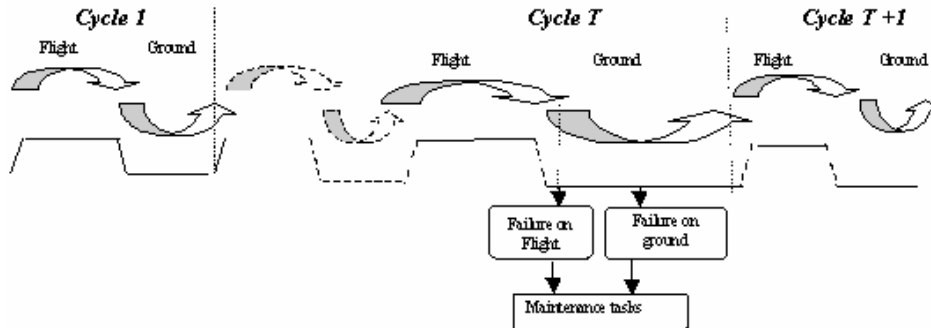 Cycle 1
Cycle T
Cycle T +1
Flight
Ground
Flight
Ground
Flight
Ground
Failure on
Flight
Failure on
ground
Maintenance tasks